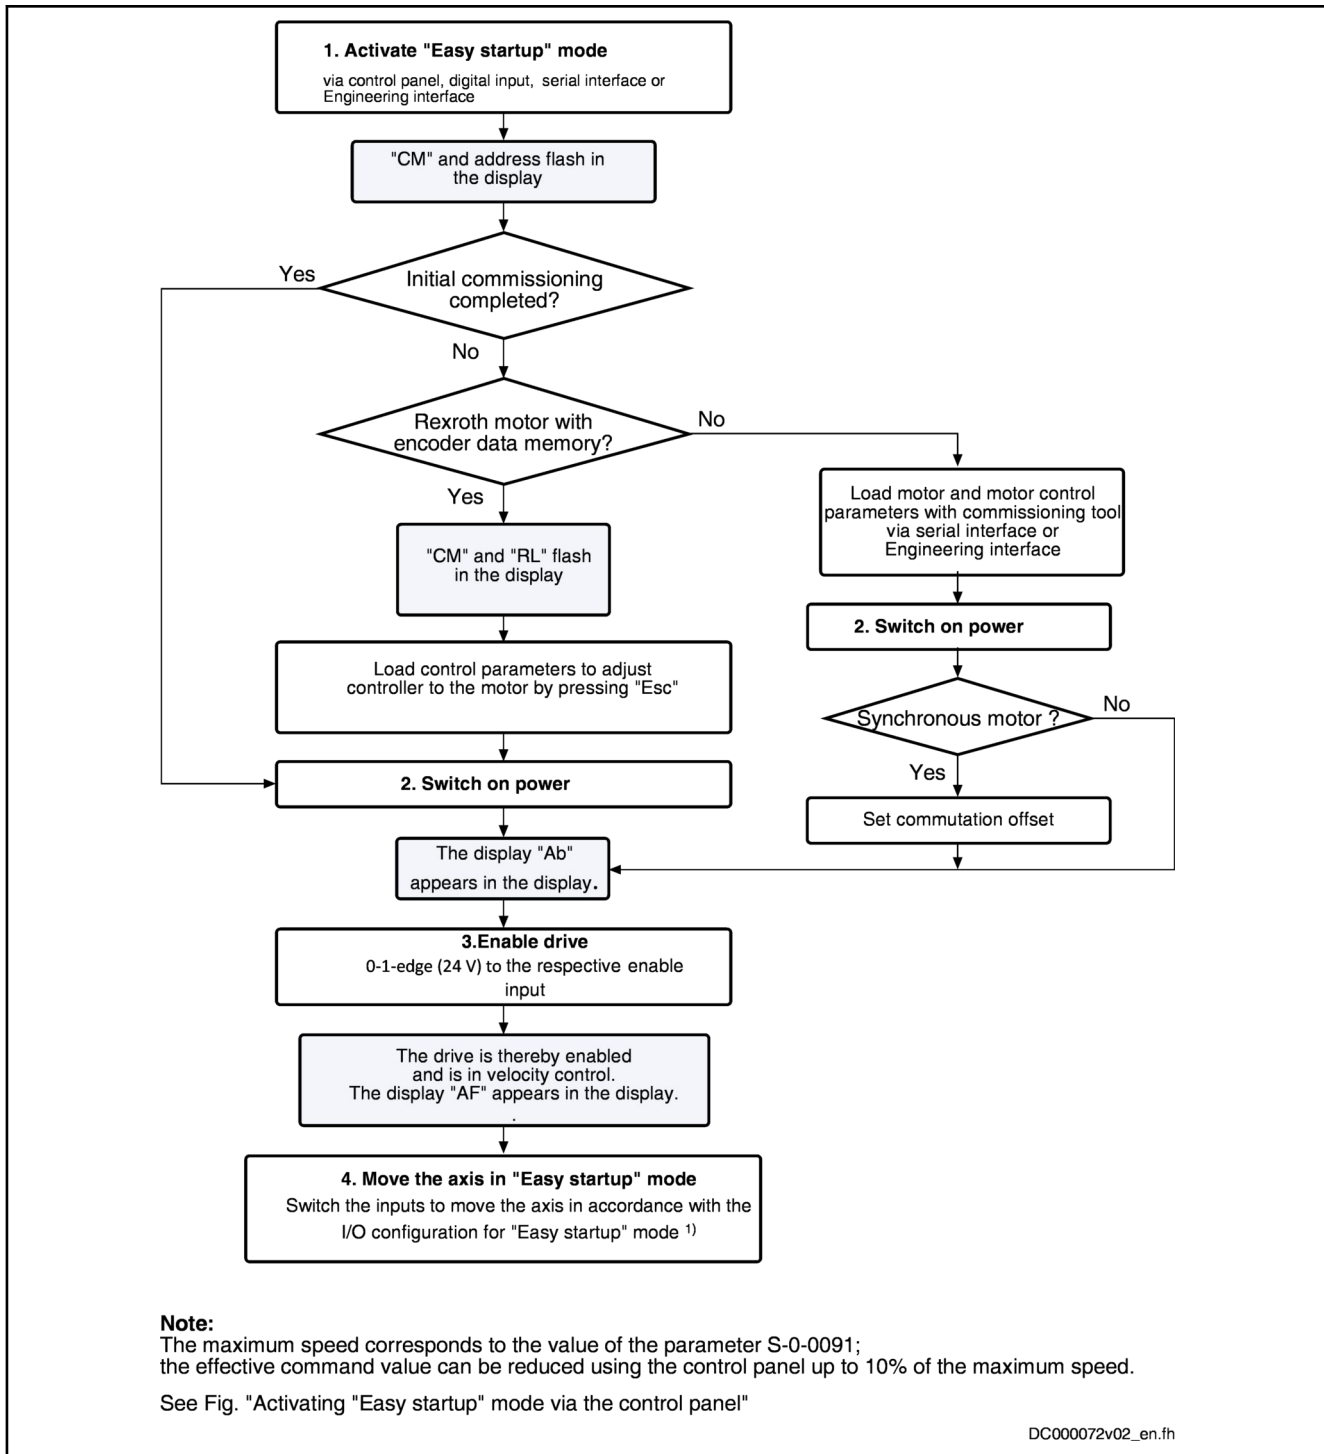 1. Activate "Easy startup" mode
via control panel, digital input, serial interface or
Engineering interface
"CM" and address flash in
the display
Initial commissioning
completed?
Yes
No
Rexroth motor with
encoder data memory?
No
Yes
"CM" and "RL" flash
in the display
Load control parameters to adjust
controller to the motor by pressing "Esc"
2. Switch on power
Load motor and motor control
parameters with commissioning tool
via serial interface or
Engineering interface
2. Switch on power
Synchronous motor ?
No
Yes
Set commutation offset
The display "Ab"
appears in the display.
3.Enable drive
0-1-edge (24 V) to the respective enable
input
The drive is thereby enabled
and is in velocity control.
The display "AF" appears in the display.
.
4. Move the axis in "Easy startup" mode
Switch the inputs to move the axis in accordance with the
I/O configuration for "Easy startup" mode 1)
Note:
The maximum speed corresponds to the value of the parameter S-0-0091;
the effective command value can be reduced using the control panel up to 10% of the maximum speed.
See Fig. "Activating "Easy startup" mode via the control panel"
DC000072v02_en.fh